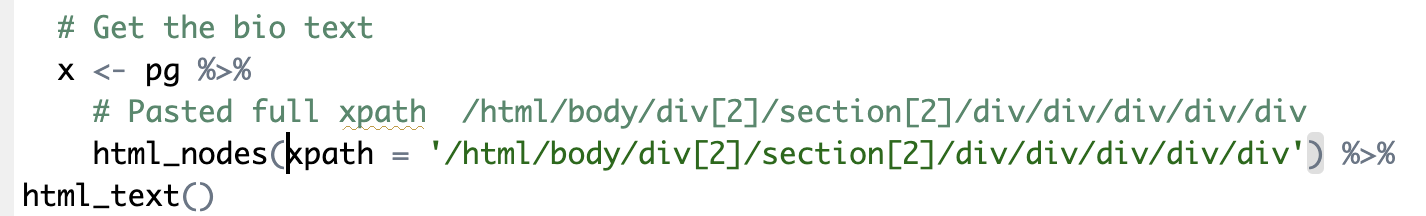 # Get the bio text
x <- pg %>%
# Pasted full xpath  /html/body/div[2]/section[2]/div/div/div/div/div
html_nodes(xpath = '/html/body/div[2]/section[2]/div/div/div/div/div') %>%
html_text()